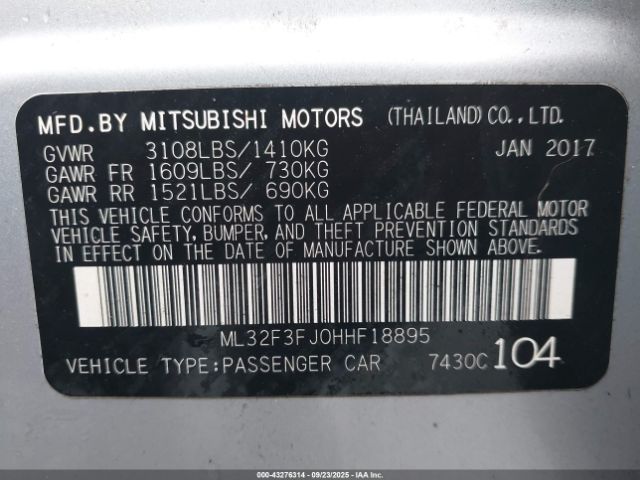 MFD.BY MITSUBISHI MOTORS (THAILAND)CO.,LTD.
GVWR 3108LBS/1410KG JAN 2017
GAWR FR 1609LBS/ 730KG
GAWR RR 1521LBS/ 690KG
THIS VEHICLE CONFORMS TO ALL APPLICABLE FEDERAL MOTOR
VEHICLE SAFETY, BUMPER, AND THEFT PREVENTION STANDARDS
IN EFFECT ON THE DATE OF MANUFACTURE SHOWN ABOVE.
ML32F3FJ0HHF18895
VEHICLE TYPE:PASSENGER CAR 7430C 104
000-43276314 - 09/23/2025 - IAAI.com